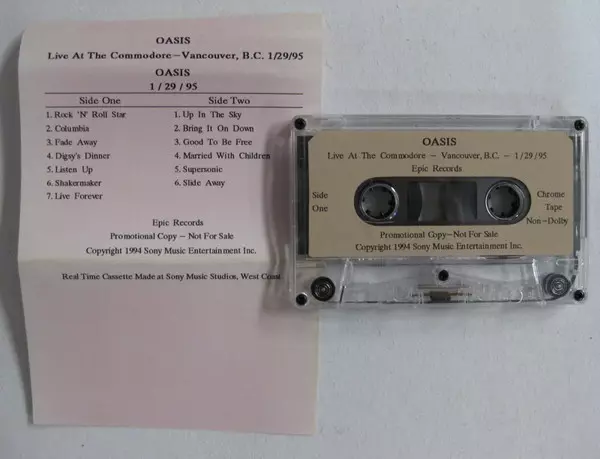 OASIS
Live At The Commodore—Vancouver, B.C. 1/29/95
OASIS
1 / 29 / 95
Side One
1. Rock 'N' Roll Star
2. Columbia
3. Fade Away
4. Digsy's Dinner
5. Listen Up
6. Shakermaker
7. Live Forever
Side Two
1. Up In The Sky
2. Bring It On Down
3. Good To Be Free
4. Married With Children
5. Supersonic
6. Slide Away
Epic Records
Promotional Copy — Not For Sale
Copyright 1994 Sony Music Entertainment Inc.
Real Time Cassette Made at Sony Music Studios, West Coast
OASIS
Live At The Commodore — Vancouver, B.C. — 1/29/95
Epic Records
Side
One
Chrome
Tape
Non-Dolby
Promotional Copy— Not For Sale
Copyright 1994 Sony Music Entertainment Inc.